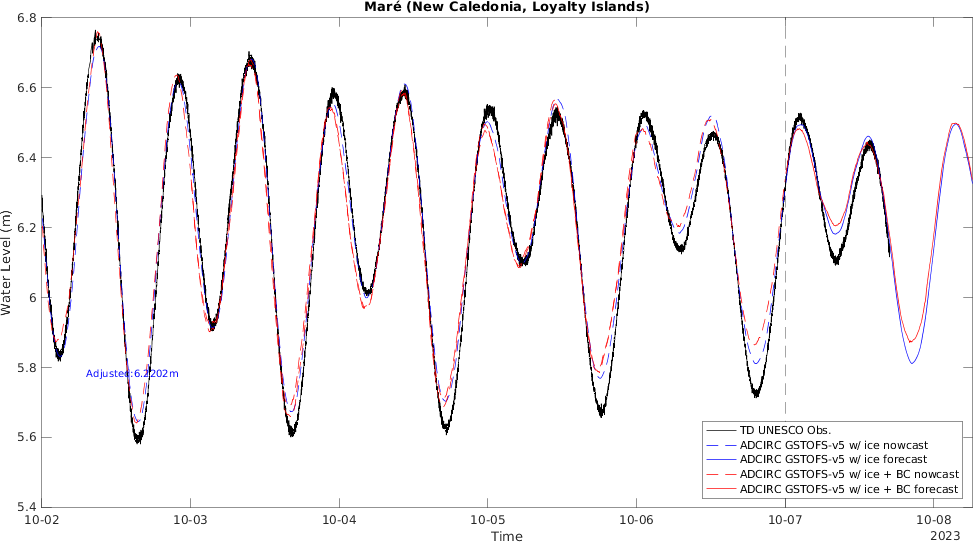 Maré (New Caledonia, Loyalty Islands)
6.8
6.6
6.4
6.2
6
5.8
5.6
5.4
Water Level (m)
Adjusted:6.2202m
TD UNESCO Obs.
ADCIRC GSTOFS-v5 w/ ice nowcast
ADCIRC GSTOFS-v5 w/ ice forecast
ADCIRC GSTOFS-v5 w/ ice + BC nowcast
ADCIRC GSTOFS-v5 w/ ice + BC forecast
10-02 10-03 10-04 10-05 10-06 10-07 10-08
Time
2023